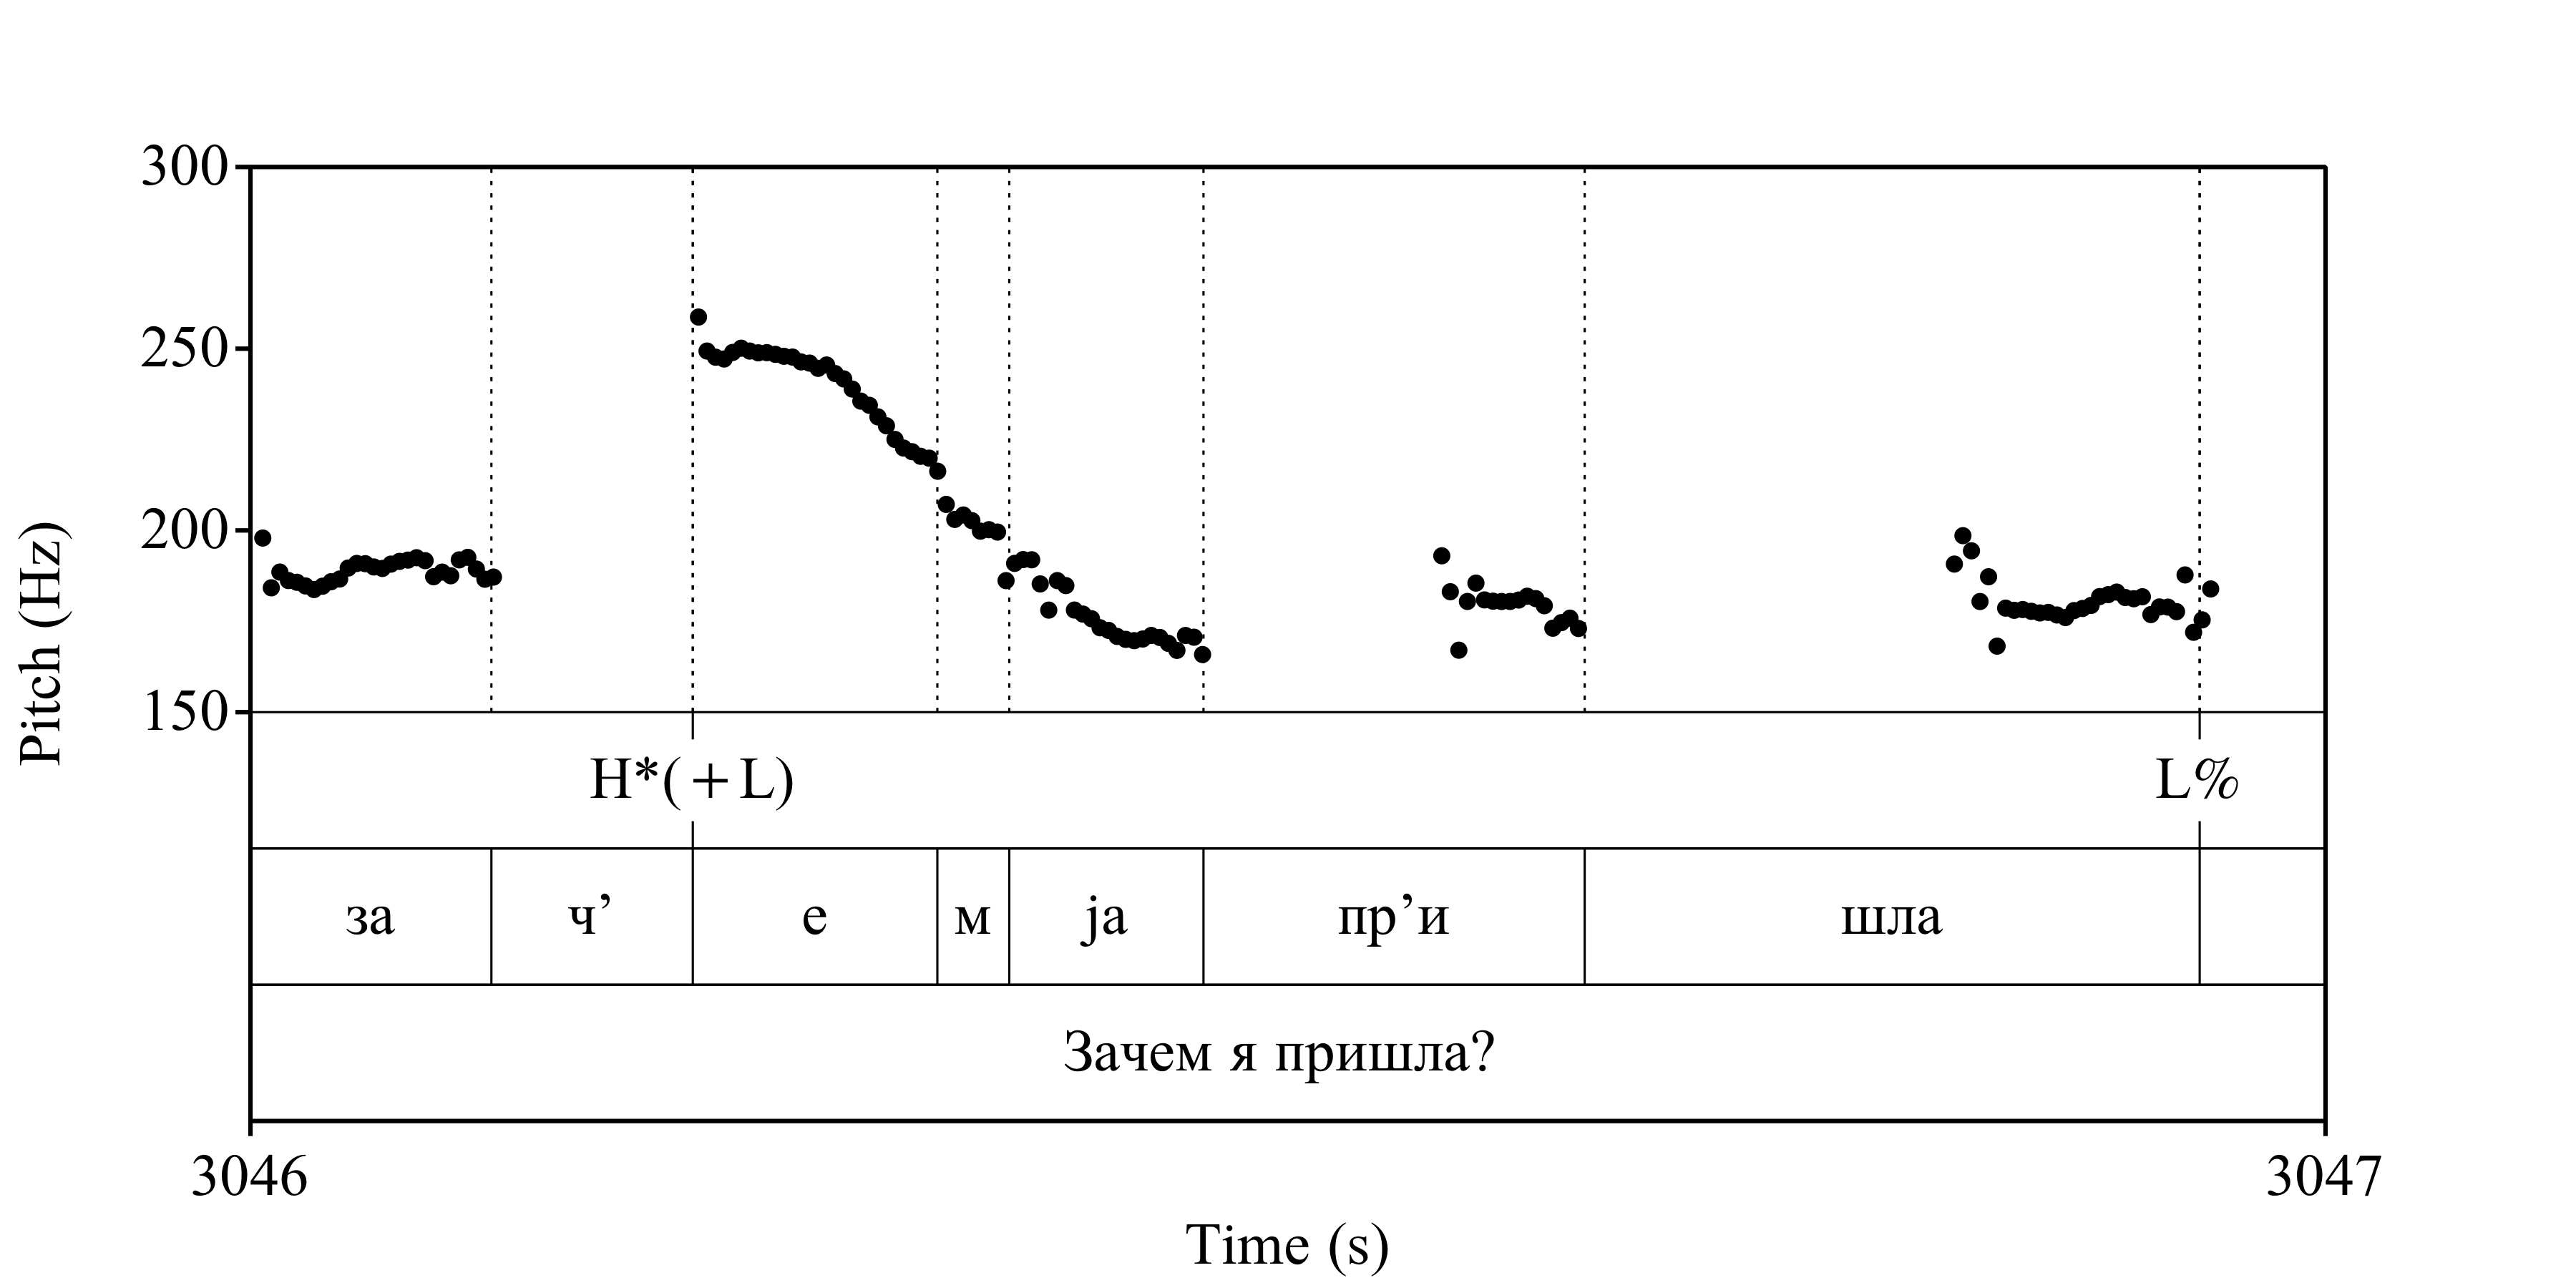 300
250
200
150
Pitch (Hz)
H*(+L) L%
за ч’ е м ја пр’и шла
Зачем я пришла?
3046 3047
Time (s)